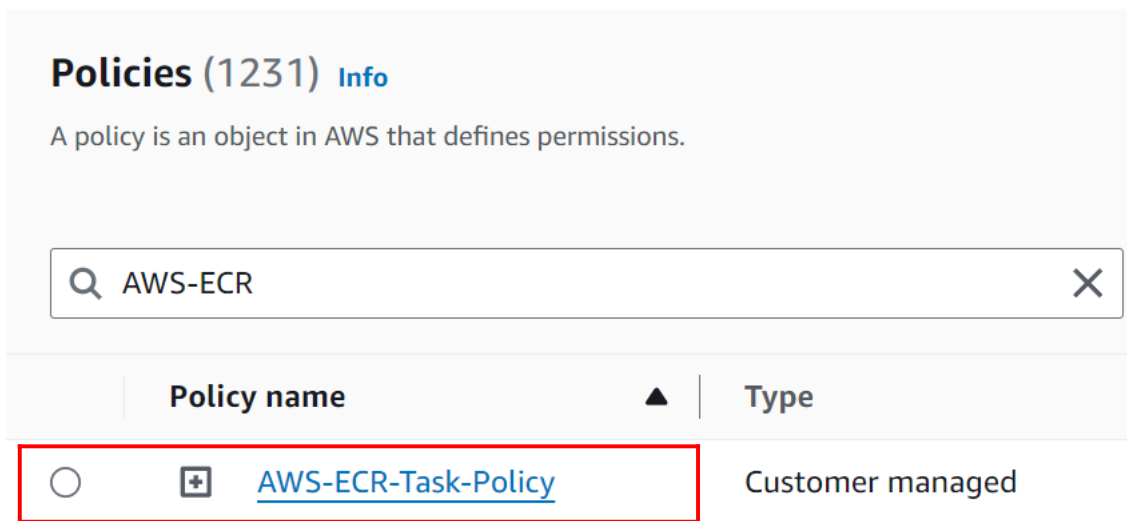 Policies (1231) Info
A policy is an object in AWS that defines permissions.
AWS-ECR
Policy name Type
AWS-ECR-Task-Policy Customer managed